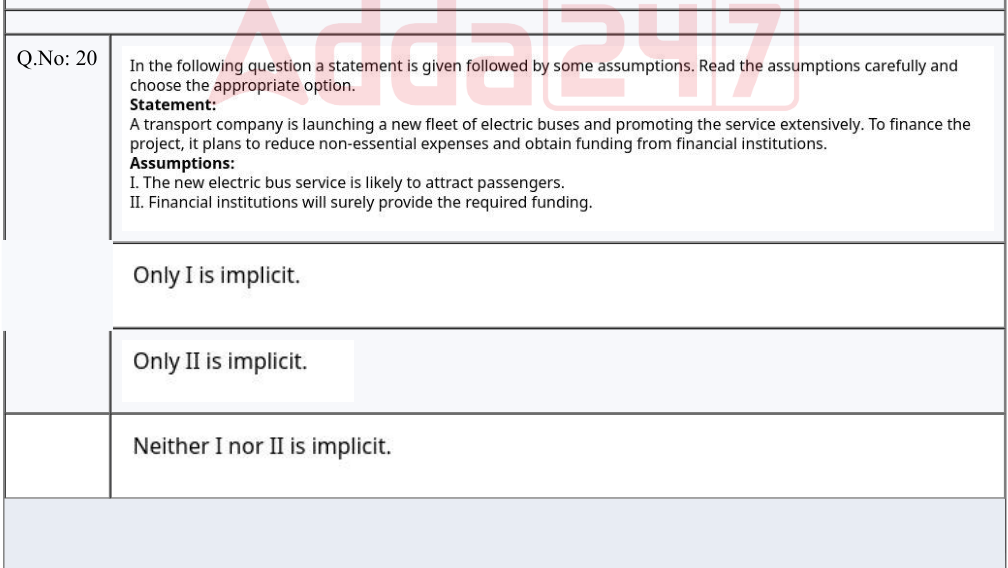 Adda247
Q.No: 20
In the following question a statement is given followed by some assumptions. Read the assumptions carefully and
choose the appropriate option.
Statement:
A transport company is launching a new fleet of electric buses and promoting the service extensively. To finance the
project, it plans to reduce non-essential expenses and obtain funding from financial institutions.
Assumptions:
I. The new electric bus service is likely to attract passengers.
II. Financial institutions will surely provide the required funding.
Only I is implicit.
Only II is implicit.
Neither I nor II is implicit.